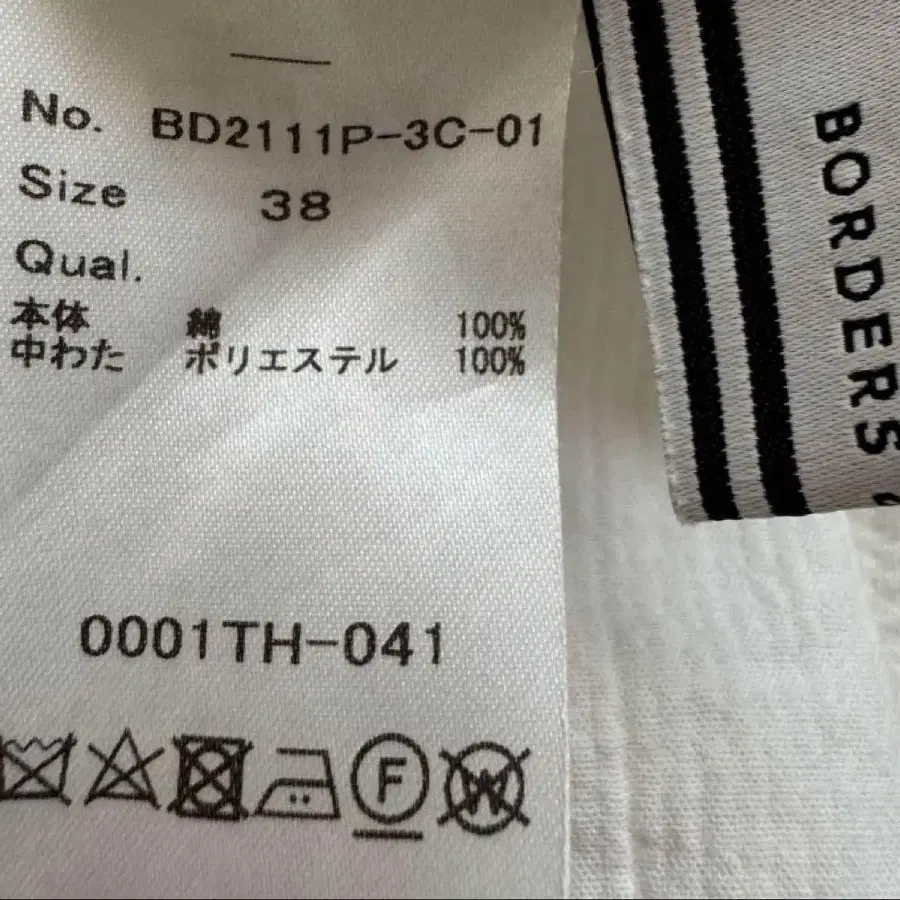 No. BD2111P-3C-01
Size 38
Qual.
本体 綿 100%
中わた ポリエステル 100%
0001TH-041
F
W
BORDERS